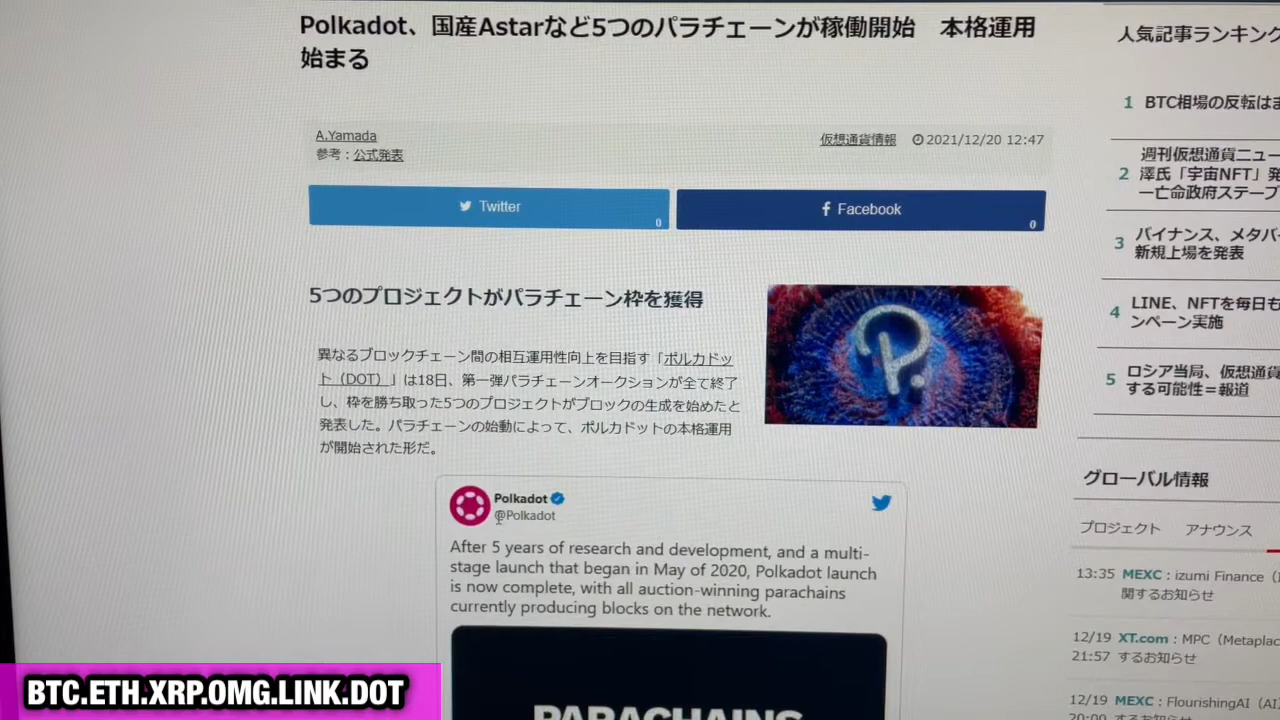 Polkadot、国産Astarなど5つのパラチェーンが稼働開始　本格運用
始まる
A.Yamada
参考：公式発表
仮想通貨情報
2021/12/20 12:47
Twitter
0
Facebook
0
5つのプロジェクトがパラチェーン枠を獲得
異なるブロックチェーン間の相互運用性向上を目指す「ポルカドッ
ト（DOT）」は18日、第一弾パラチェーンオークションが全て終了
し、枠を勝ち取った5つのプロジェクトがブロックの生成を始めたと
発表した。パラチェーンの始動によって、ポルカドットの本格運用
が開始された形だ。
Polkadot
@Polkadot
After 5 years of research and development, and a multi-
stage launch that began in May of 2020, Polkadot launch
is now complete, with all auction-winning parachains
currently producing blocks on the network.
PARACHAINS
人気記事ランキング
1 BTC相場の反転はま
週刊仮想通貨ニュー
2 澤氏「宇宙NFT」発
ー亡命政府ステーブ
3 バイナンス、メタバ
新規上場を発表
4 LINE、NFTを毎日も
ンペーン実施
5 ロシア当局、仮想通貨
する可能性＝報道
グローバル情報
プロジェクト アナウンス
13:35 MEXC：izumi Finance
関するお知らせ
12/19 XT.com：MPC（Metaplac
21:57 するお知らせ
12/19 MEXC：FlourishingAI（AI
20:00 するお知らせ
BTC.ETH.XRP.OMG.LINK.DOT